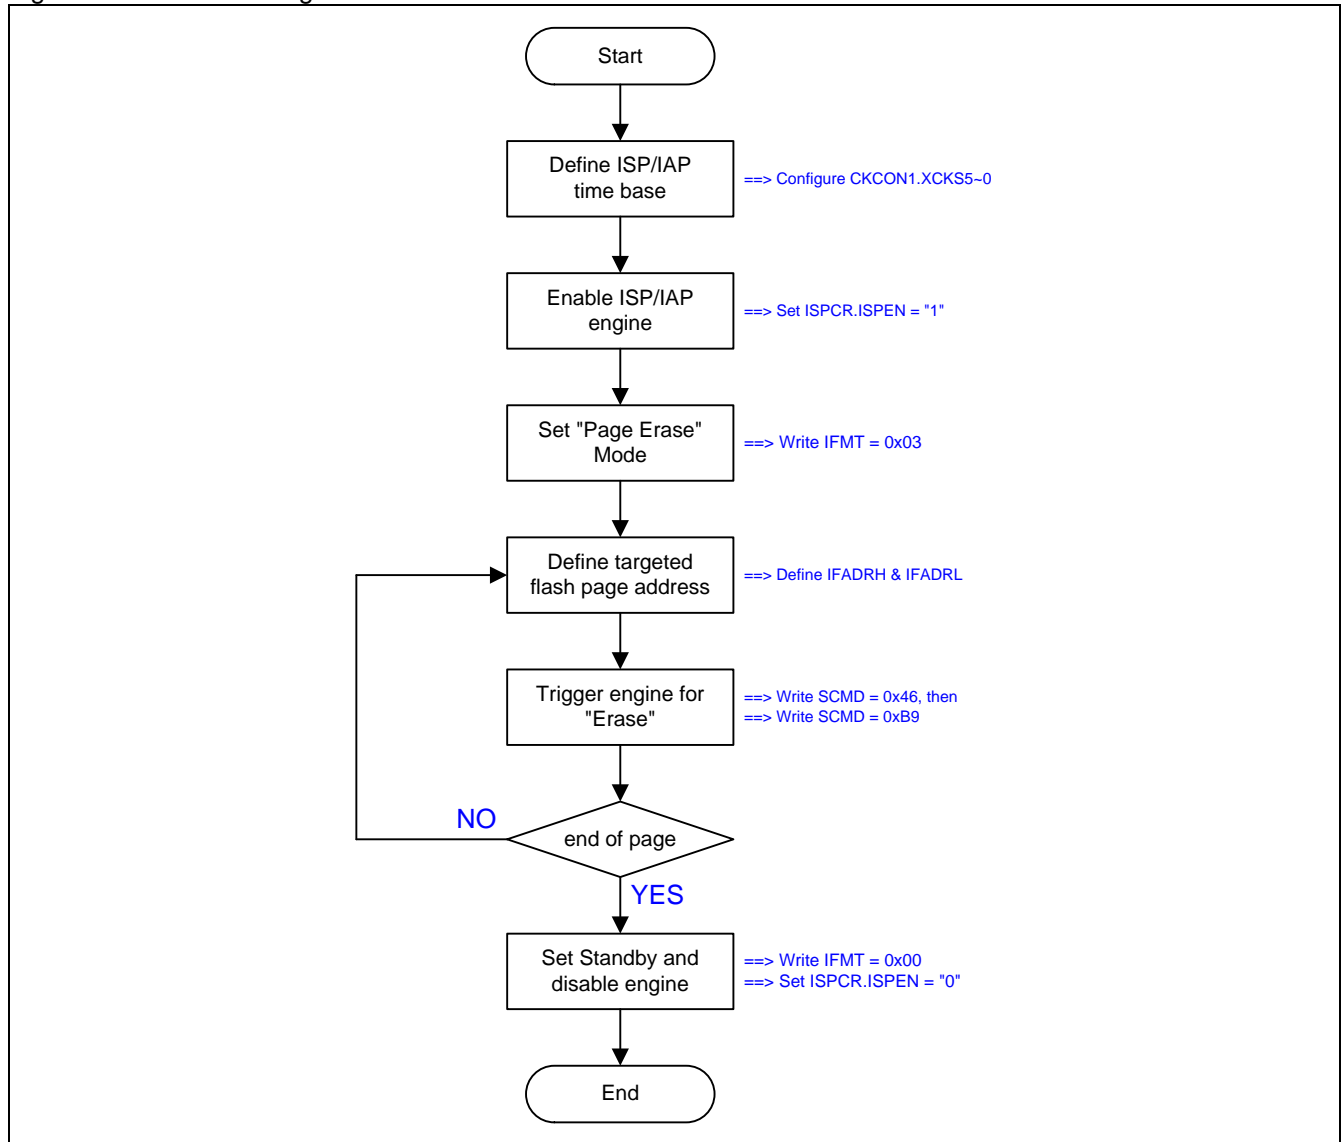 Start
Define ISP/IAP
time base
==> Configure CKCON1.XCKS5~0
Enable ISP/IAP
engine
==> Set ISPCR.ISPEN = "1"
Set "Page Erase"
Mode
==> Write IFMT = 0x03
Define targeted
flash page address
==> Define IFADRH & IFADRL
Trigger engine for
"Erase"
==> Write SCMD = 0x46, then
==> Write SCMD = 0xB9
NO
end of page
YES
Set Standby and
disable engine
==> Write IFMT = 0x00
==> Set ISPCR.ISPEN = "0"
End